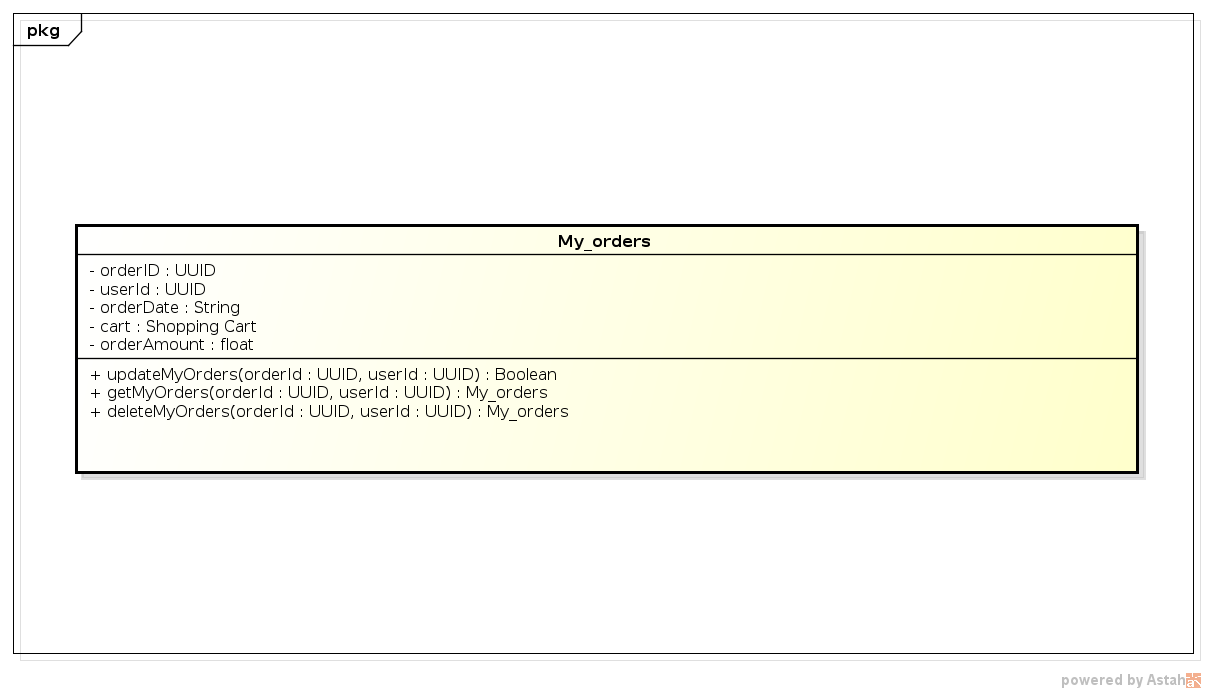 pkg
My_orders
- orderID : UUID
- userId : UUID
- orderDate : String
- cart : Shopping Cart
- orderAmount : float
+ updateMyOrders(orderId : UUID, userId : UUID) : Boolean
+ getMyOrders(orderId : UUID, userId : UUID) : My_orders
+ deleteMyOrders(orderId : UUID, userId : UUID) : My_orders
powered by Astah